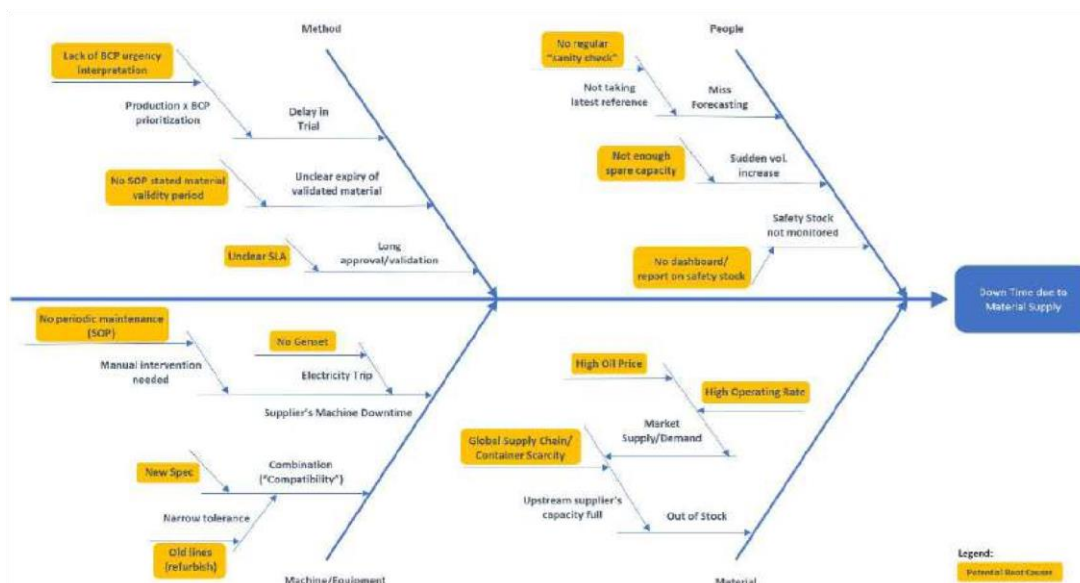 Method
People
Lack of BCP urgency
interpretation
No regular
"sanity check"
Production x BCP
prioritization
Delay in
Trial
Not taking
latest reference
Miss
Forecasting
No SOP stated material
validity period
Unclear expiry
of validated material
Not enough
spare capacity
Sudden vol.
increase
Unclear SLA
Long
approval/validation
Safety Stock
not monitored
No dashboard/
report on safety stock
Down Time due to
Material Supply
No periodic maintenance
(SOP)
No Genset
Manual intervention
needed
Electricity Trip
Supplier's Machine Downtime
High Oil Price
High Operating Rate
Market
Supply/Demand
Global Supply Chain/
Container Scarcity
New Spec
Combination
("Compatibility")
Narrow tolerance
Old lines
(refurbish)
Upstream supplier's
capacity full
Out of Stock
Machine/Equipment
Material
Legend:
Potential Root Causes